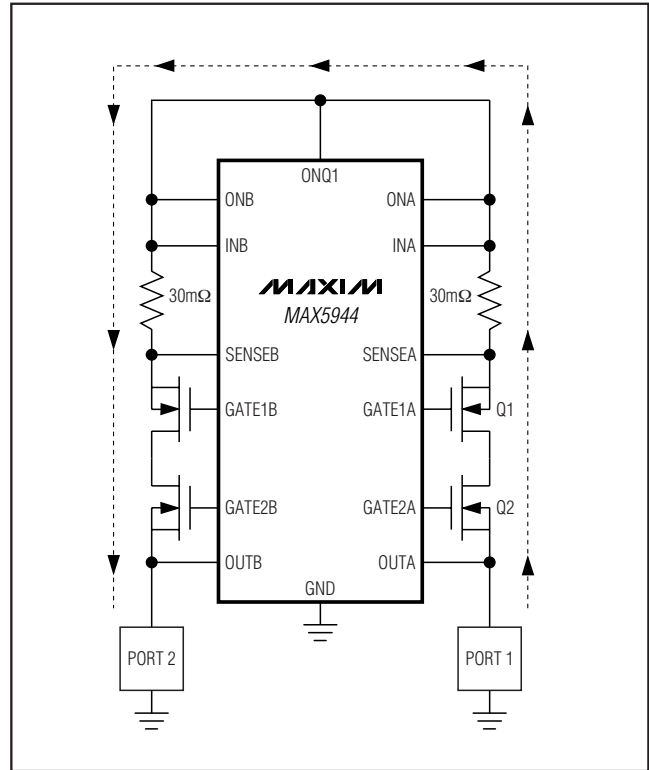 ONQ1
ONB
ONA
INB
INA
30mΩ
MAXIM
30mΩ
MAX5944
SENSEB
SENSEA
GATE1B
GATE1A
Q1
GATE2B
GATE2A
Q2
OUTB
OUTA
GND
PORT 2
PORT 1